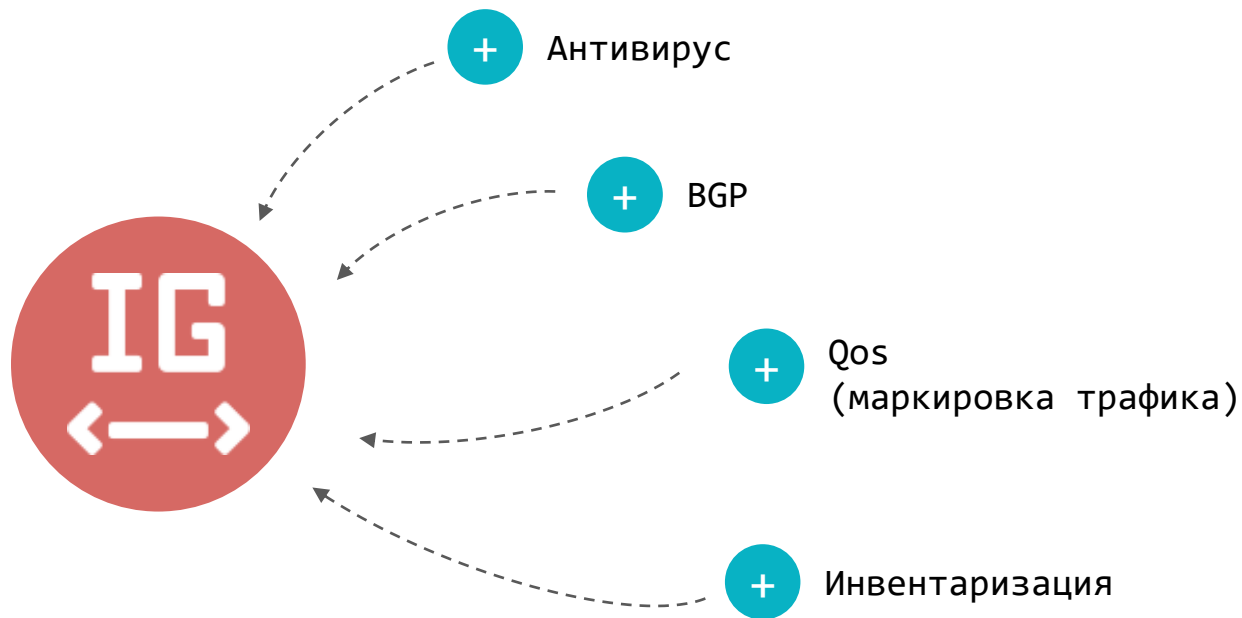 + Антивирус
+ BGP
IG
+ Qos
(маркировка трафика)
+ Инвентаризация